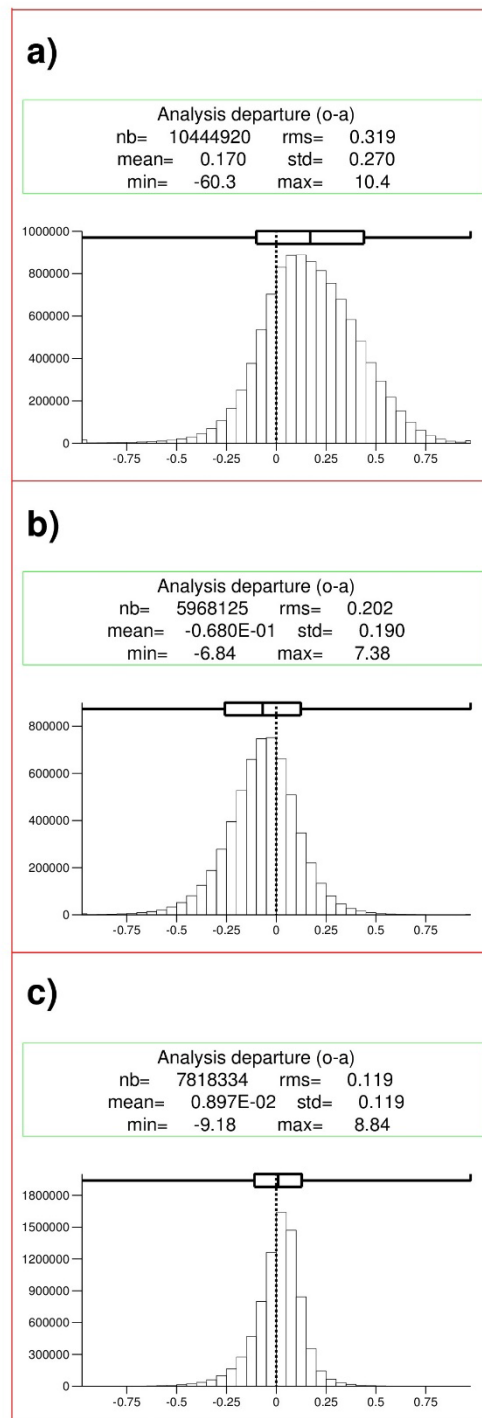 a)
Analysis departure (o-a)
nb= 10444920 rms= 0.319
mean= 0.170 std= 0.270
min= -60.3 max= 10.4
1000000
800000
600000
400000
200000
0
-0.75 -0.5 -0.25 0 0.25 0.5 0.75
b)
Analysis departure (o-a)
nb= 5968125 rms= 0.202
mean= -0.680E-01 std= 0.190
min= -6.84 max= 7.38
800000
600000
400000
200000
0
-0.75 -0.5 -0.25 0 0.25 0.5 0.75
c)
Analysis departure (o-a)
nb= 7818334 rms= 0.119
mean= 0.897E-02 std= 0.119
min= -9.18 max= 8.84
1800000
1500000
1200000
900000
600000
300000
0
-0.75 -0.5 -0.25 0 0.25 0.5 0.75